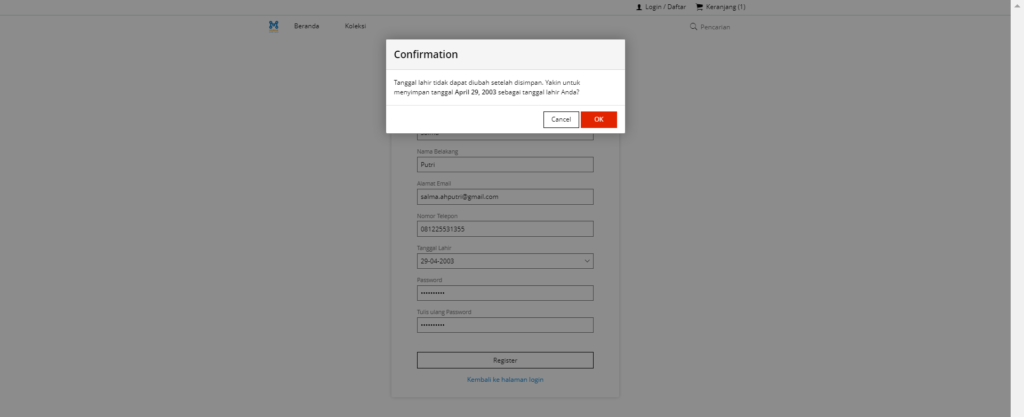 Login / Daftar
Keranjang (1)
Beranda
Koleksi
Pencarian
Confirmation
Tanggal lahir tidak dapat diubah setelah disimpan. Yakin untuk
menyimpan tanggal April 29, 2003 sebagai tanggal lahir Anda?
Cancel
OK
Nama Belakang
Putri
Alamat Email
salma.ahputri@gmail.com
Nomor Telepon
081225531355
Tanggal Lahir
29-04-2003
Password
••••••••••
Tulis ulang Password
••••••••••
Register
Kembali ke halaman login